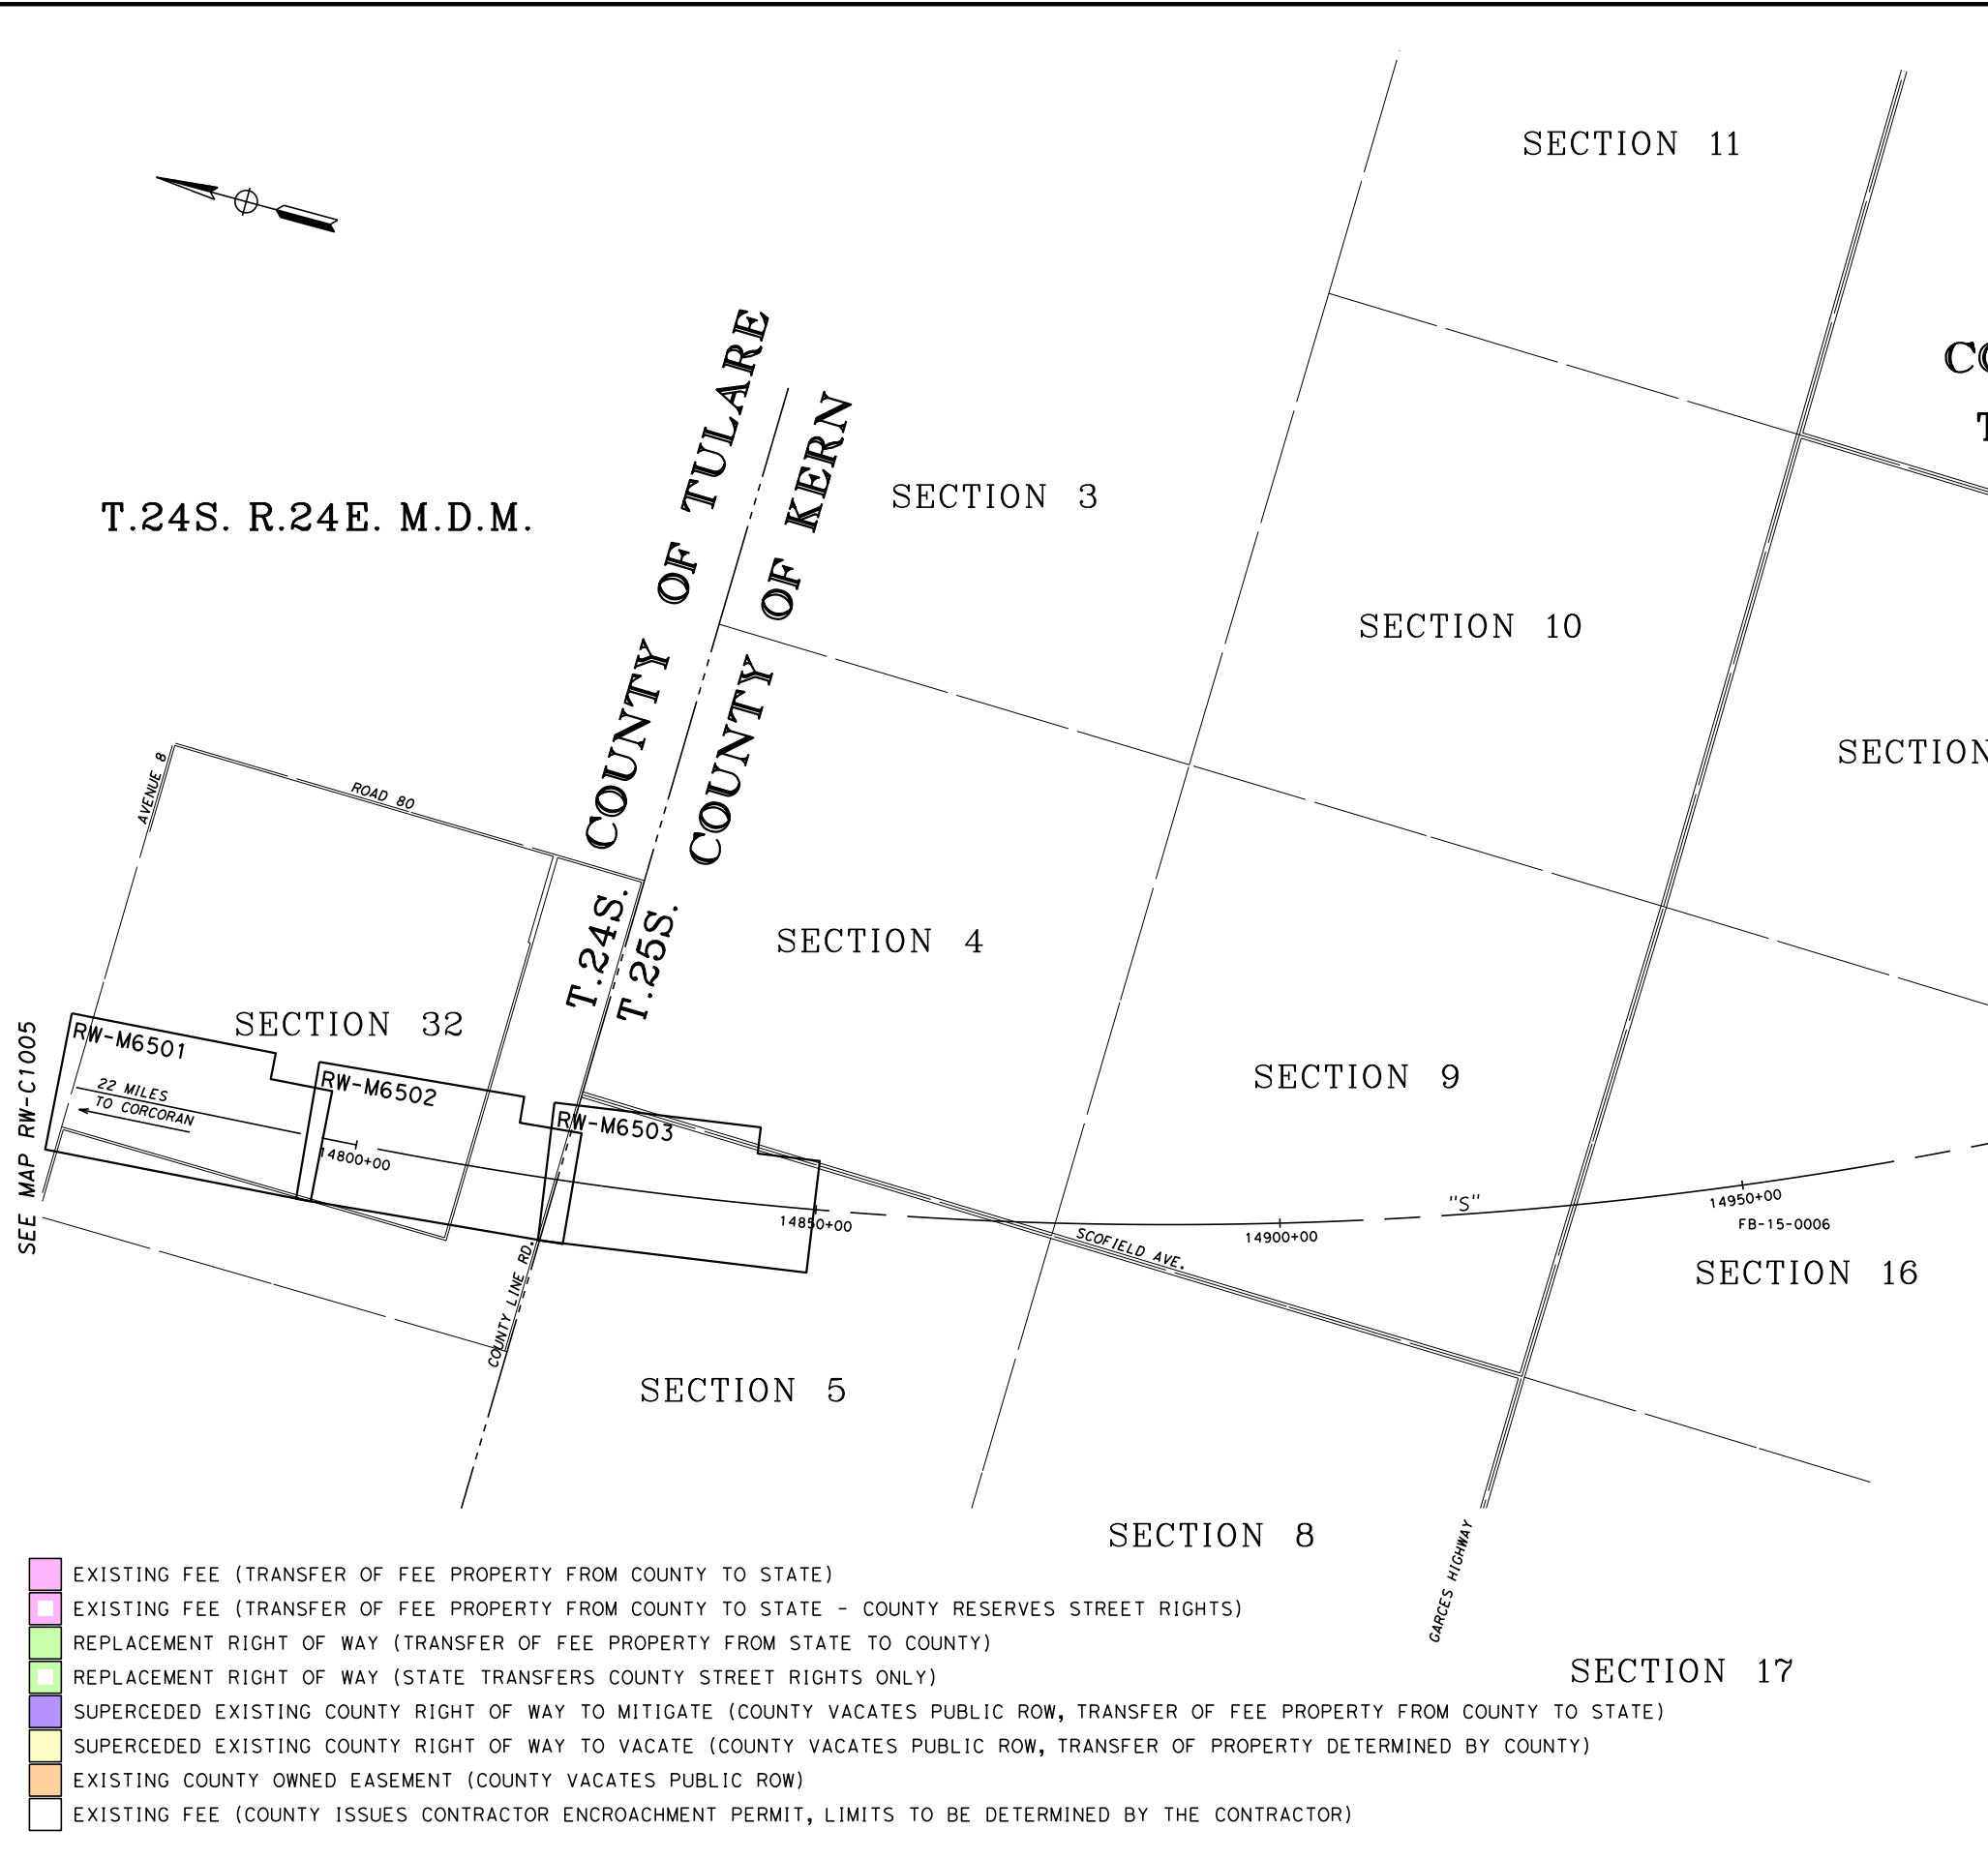 SECTION 11
CO
T
COUNTY OF TULARE
COUNTY OF KERN
SECTION 3
T.24S. R.24E. M.D.M.
SECTION 10
SECTION
AVENUE 8
ROAD 80
T.24S.
T.25S.
SECTION 4
SECTION 32
SEE MAP RW-C1005
RW-M6501
RW-M6502
RW-M6503
22 MILES
TO CORCORAN
14800+00
SECTION 9
14850+00
14900+00
"S"
14950+00
FB-15-0006
SCOFIELD AVE.
COUNTY LINE RD.
SECTION 16
SECTION 5
SECTION 8
GARCES HIGHWAY
SECTION 17
EXISTING FEE (TRANSFER OF FEE PROPERTY FROM COUNTY TO STATE)
EXISTING FEE (TRANSFER OF FEE PROPERTY FROM COUNTY TO STATE - COUNTY RESERVES STREET RIGHTS)
REPLACEMENT RIGHT OF WAY (TRANSFER OF FEE PROPERTY FROM STATE TO COUNTY)
REPLACEMENT RIGHT OF WAY (STATE TRANSFERS COUNTY STREET RIGHTS ONLY)
SUPERCEDED EXISTING COUNTY RIGHT OF WAY TO MITIGATE (COUNTY VACATES PUBLIC ROW, TRANSFER OF FEE PROPERTY FROM COUNTY TO STATE)
SUPERCEDED EXISTING COUNTY RIGHT OF WAY TO VACATE (COUNTY VACATES PUBLIC ROW, TRANSFER OF PROPERTY DETERMINED BY COUNTY)
EXISTING COUNTY OWNED EASEMENT (COUNTY VACATES PUBLIC ROW)
EXISTING FEE (COUNTY ISSUES CONTRACTOR ENCROACHMENT PERMIT, LIMITS TO BE DETERMINED BY THE CONTRACTOR)